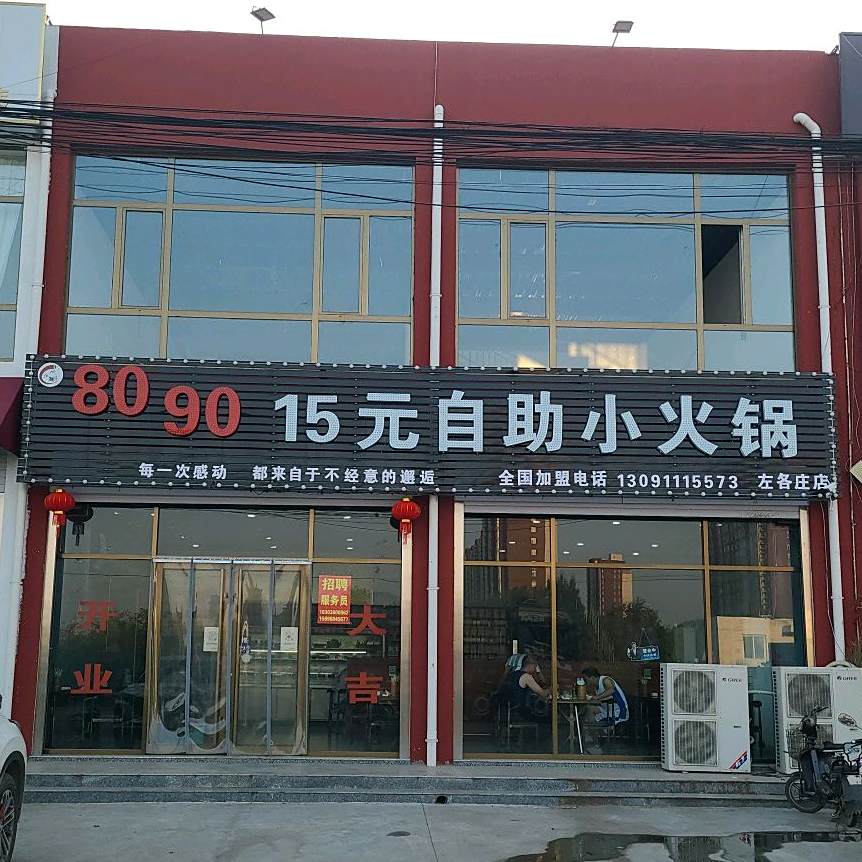 80 90 15元自助小火锅
每一次感动 都来自于不经意的邂逅 全国加盟电话 13091115573 左各庄店
招聘
服务员
开业
大吉